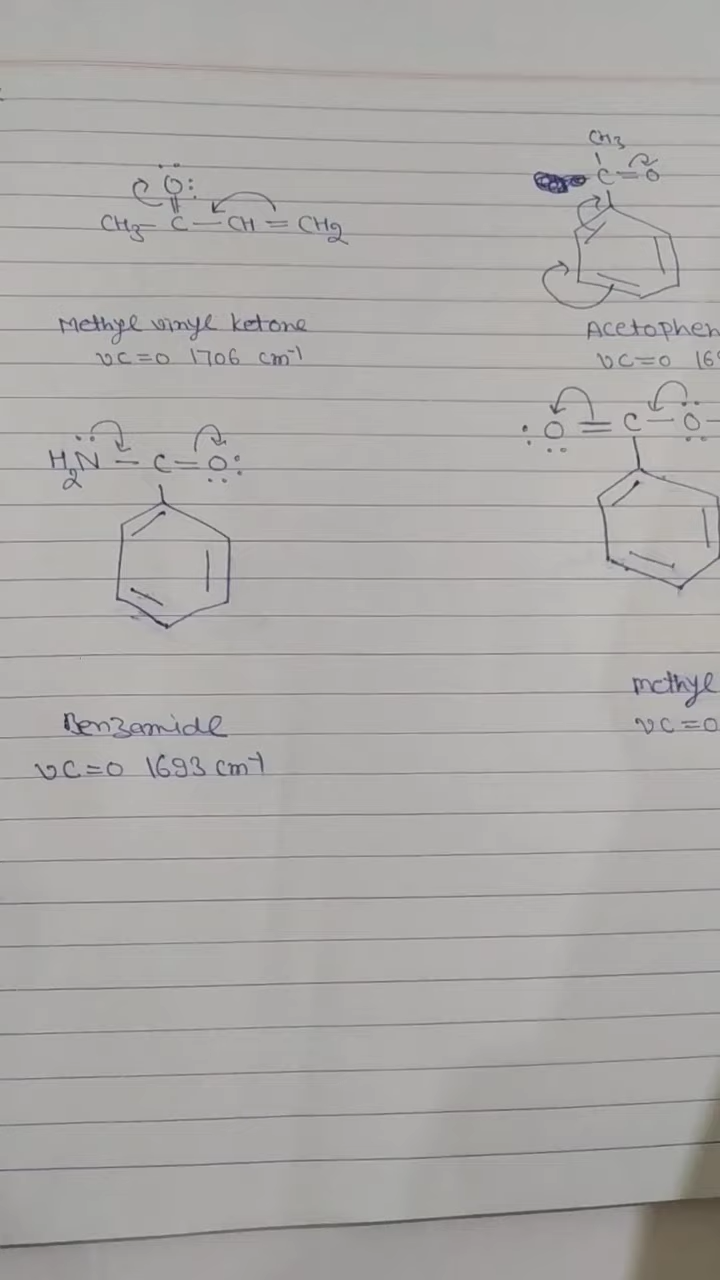 CH3
C=O
:O:
CH3-C-CH=CH2
Methyl vinyl ketone
νC=O 1706 cm-1
Acetophen
νC=O 16
H2N-C=O:
:O=C-O-
Benzamide
νC=O 1693 cm-1
methyl
νC=O